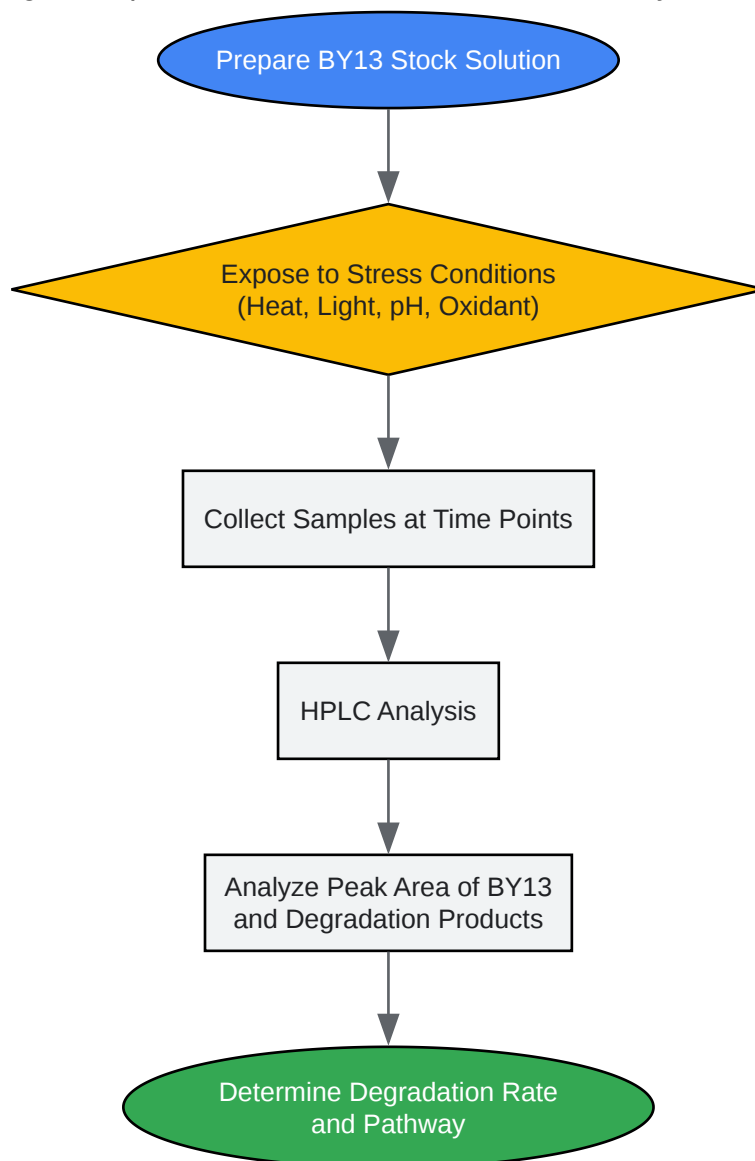 Prepare BY13 Stock Solution
Expose to Stress Conditions
(Heat, Light, pH, Oxidant)
Collect Samples at Time Points
HPLC Analysis
Analyze Peak Area of BY13
and Degradation Products
Determine Degradation Rate
and Pathway